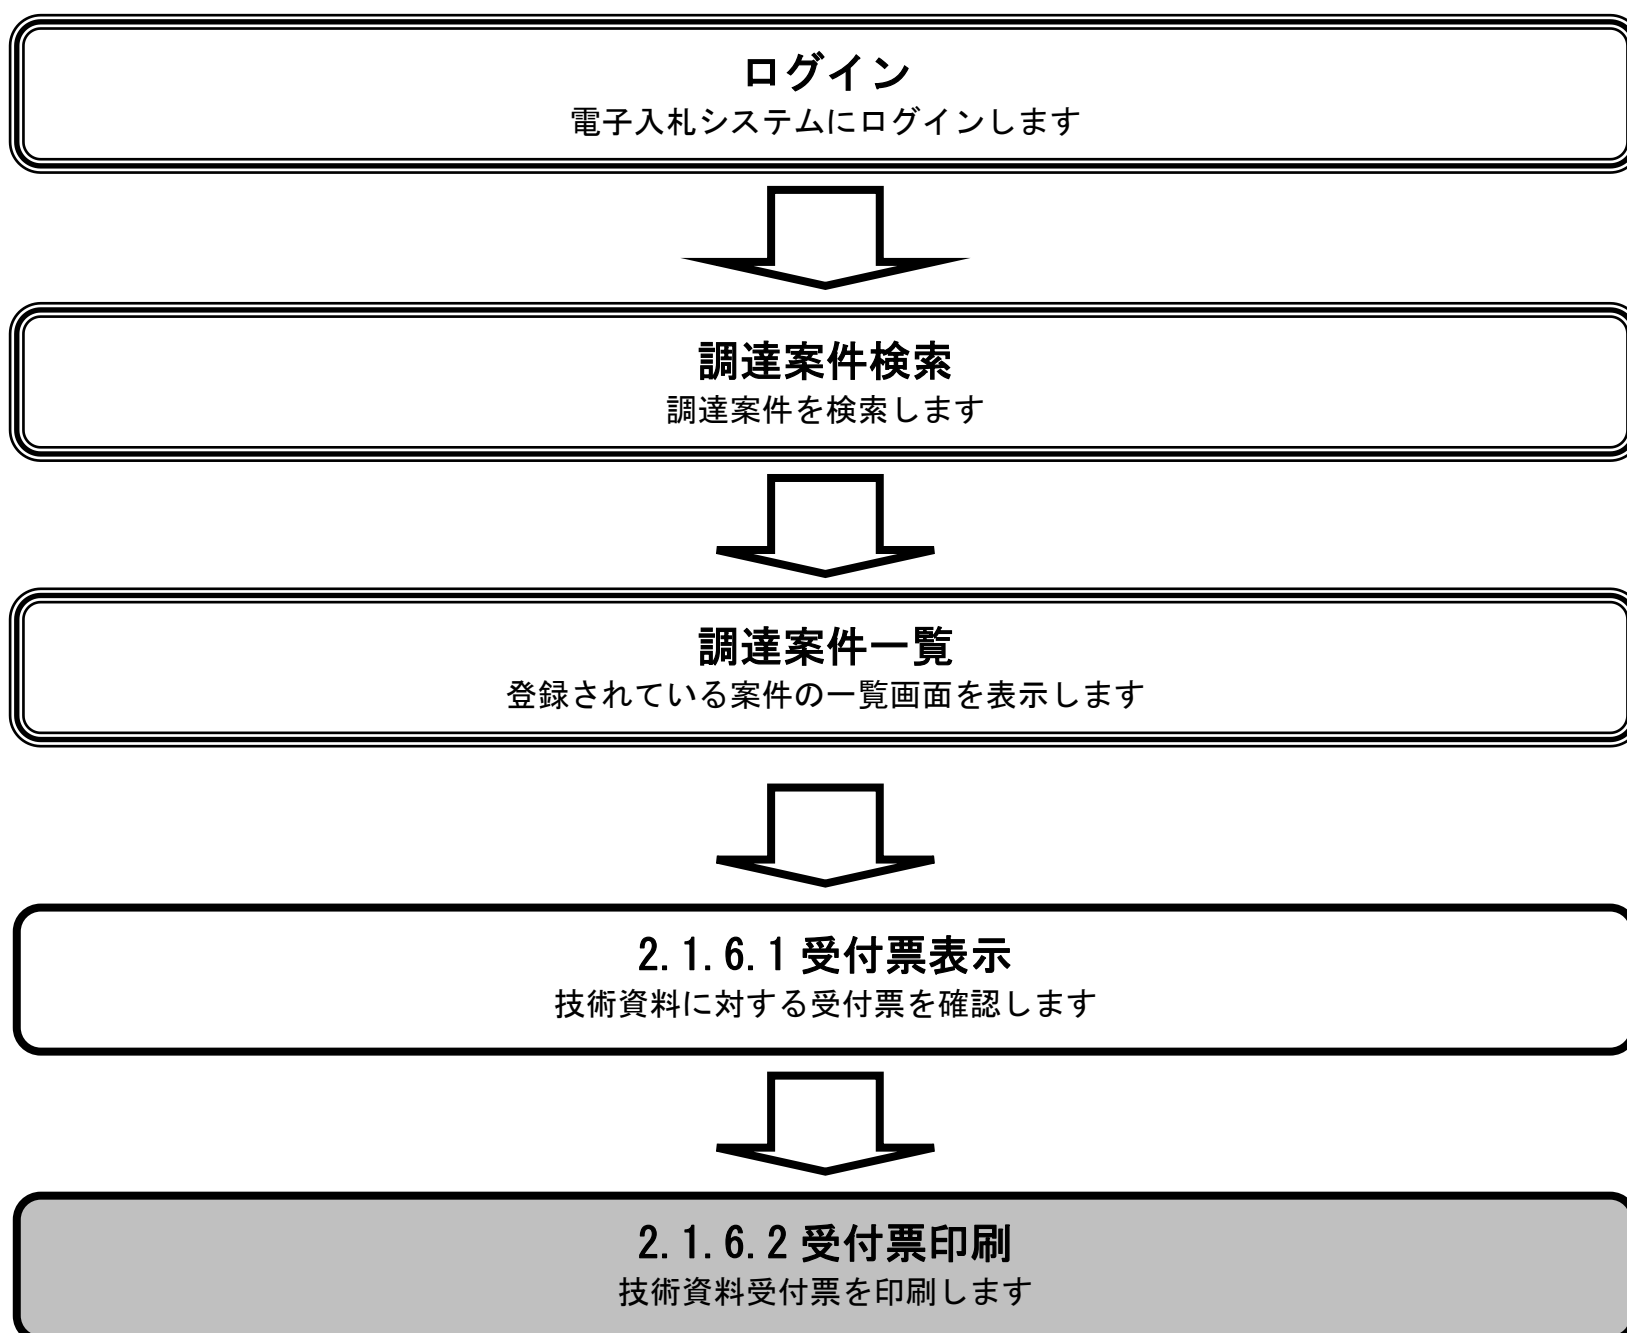 ログイン
電子入札システムにログインします
調達案件検索
調達案件を検索します
調達案件一覧
登録されている案件の一覧画面を表示します
2.1.6.1 受付票表示
技術資料に対する受付票を確認します
2.1.6.2 受付票印刷
技術資料受付票を印刷します